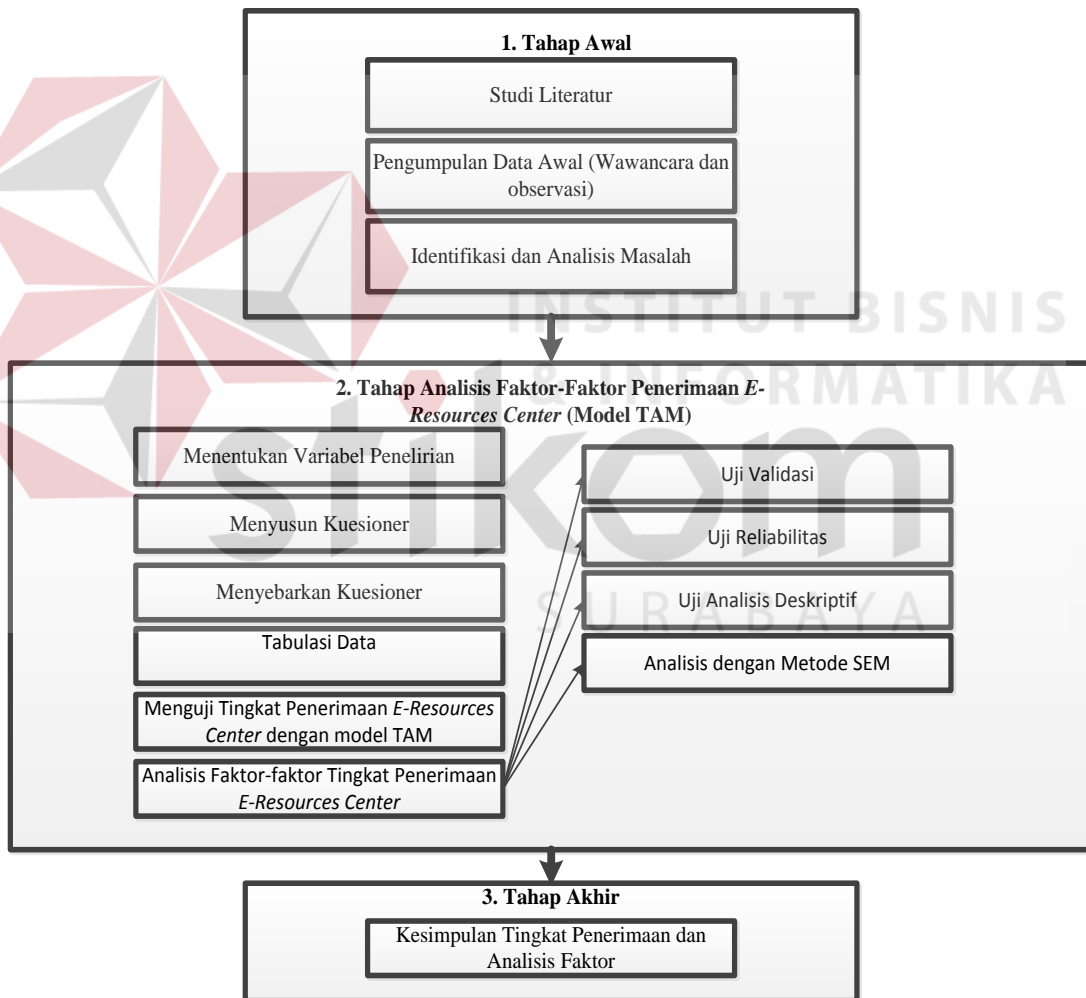 1. Tahap Awal
Studi Literatur
Pengumpulan Data Awal (Wawancara dan
observasi)
Identifikasi dan Analisis Masalah
INSTITUT BISNIS
& INFORMATIKA
stikom
SURABAYA
2. Tahap Analisis Faktor-Faktor Penerimaan E-
Resources Center (Model TAM)
Menentukan Variabel Penelirian
Menyusun Kuesioner
Menyebarkan Kuesioner
Tabulasi Data
Menguji Tingkat Penerimaan E-Resources
Center dengan model TAM
Analisis Faktor-faktor Tingkat Penerimaan
E-Resources Center
Uji Validasi
Uji Reliabilitas
Uji Analisis Deskriptif
Analisis dengan Metode SEM
3. Tahap Akhir
Kesimpulan Tingkat Penerimaan dan
Analisis Faktor